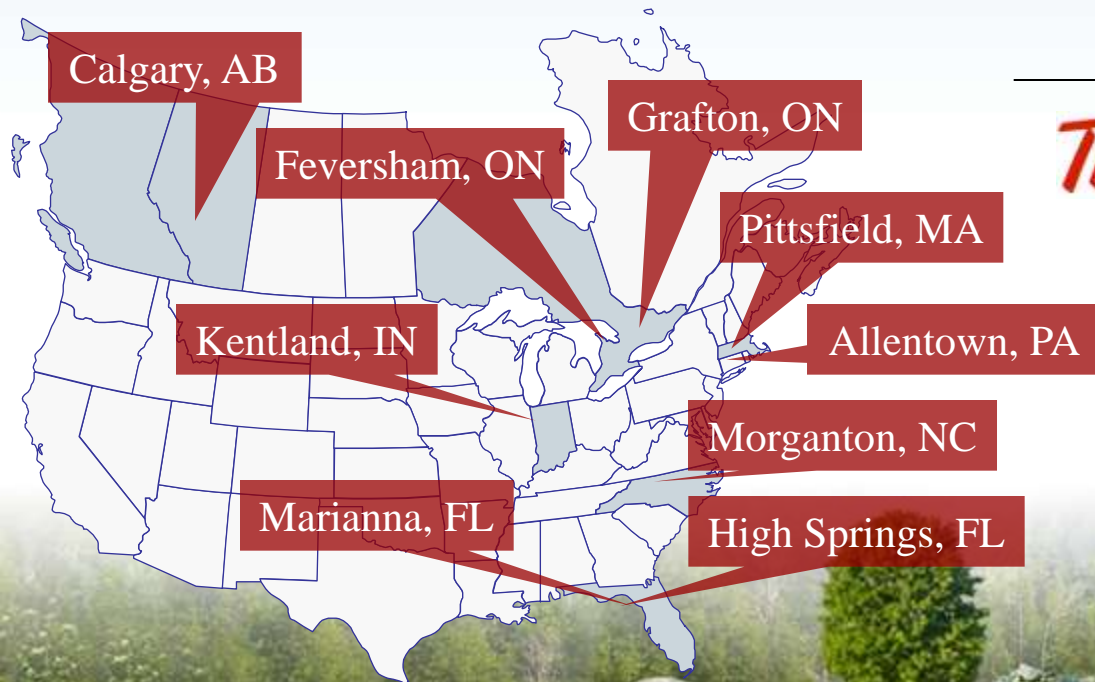 Calgary, AB
Grafton, ON
Feversham, ON
Pittsfield, MA
Kentland, IN
Allentown, PA
Morganton, NC
Marianna, FL
High Springs, FL